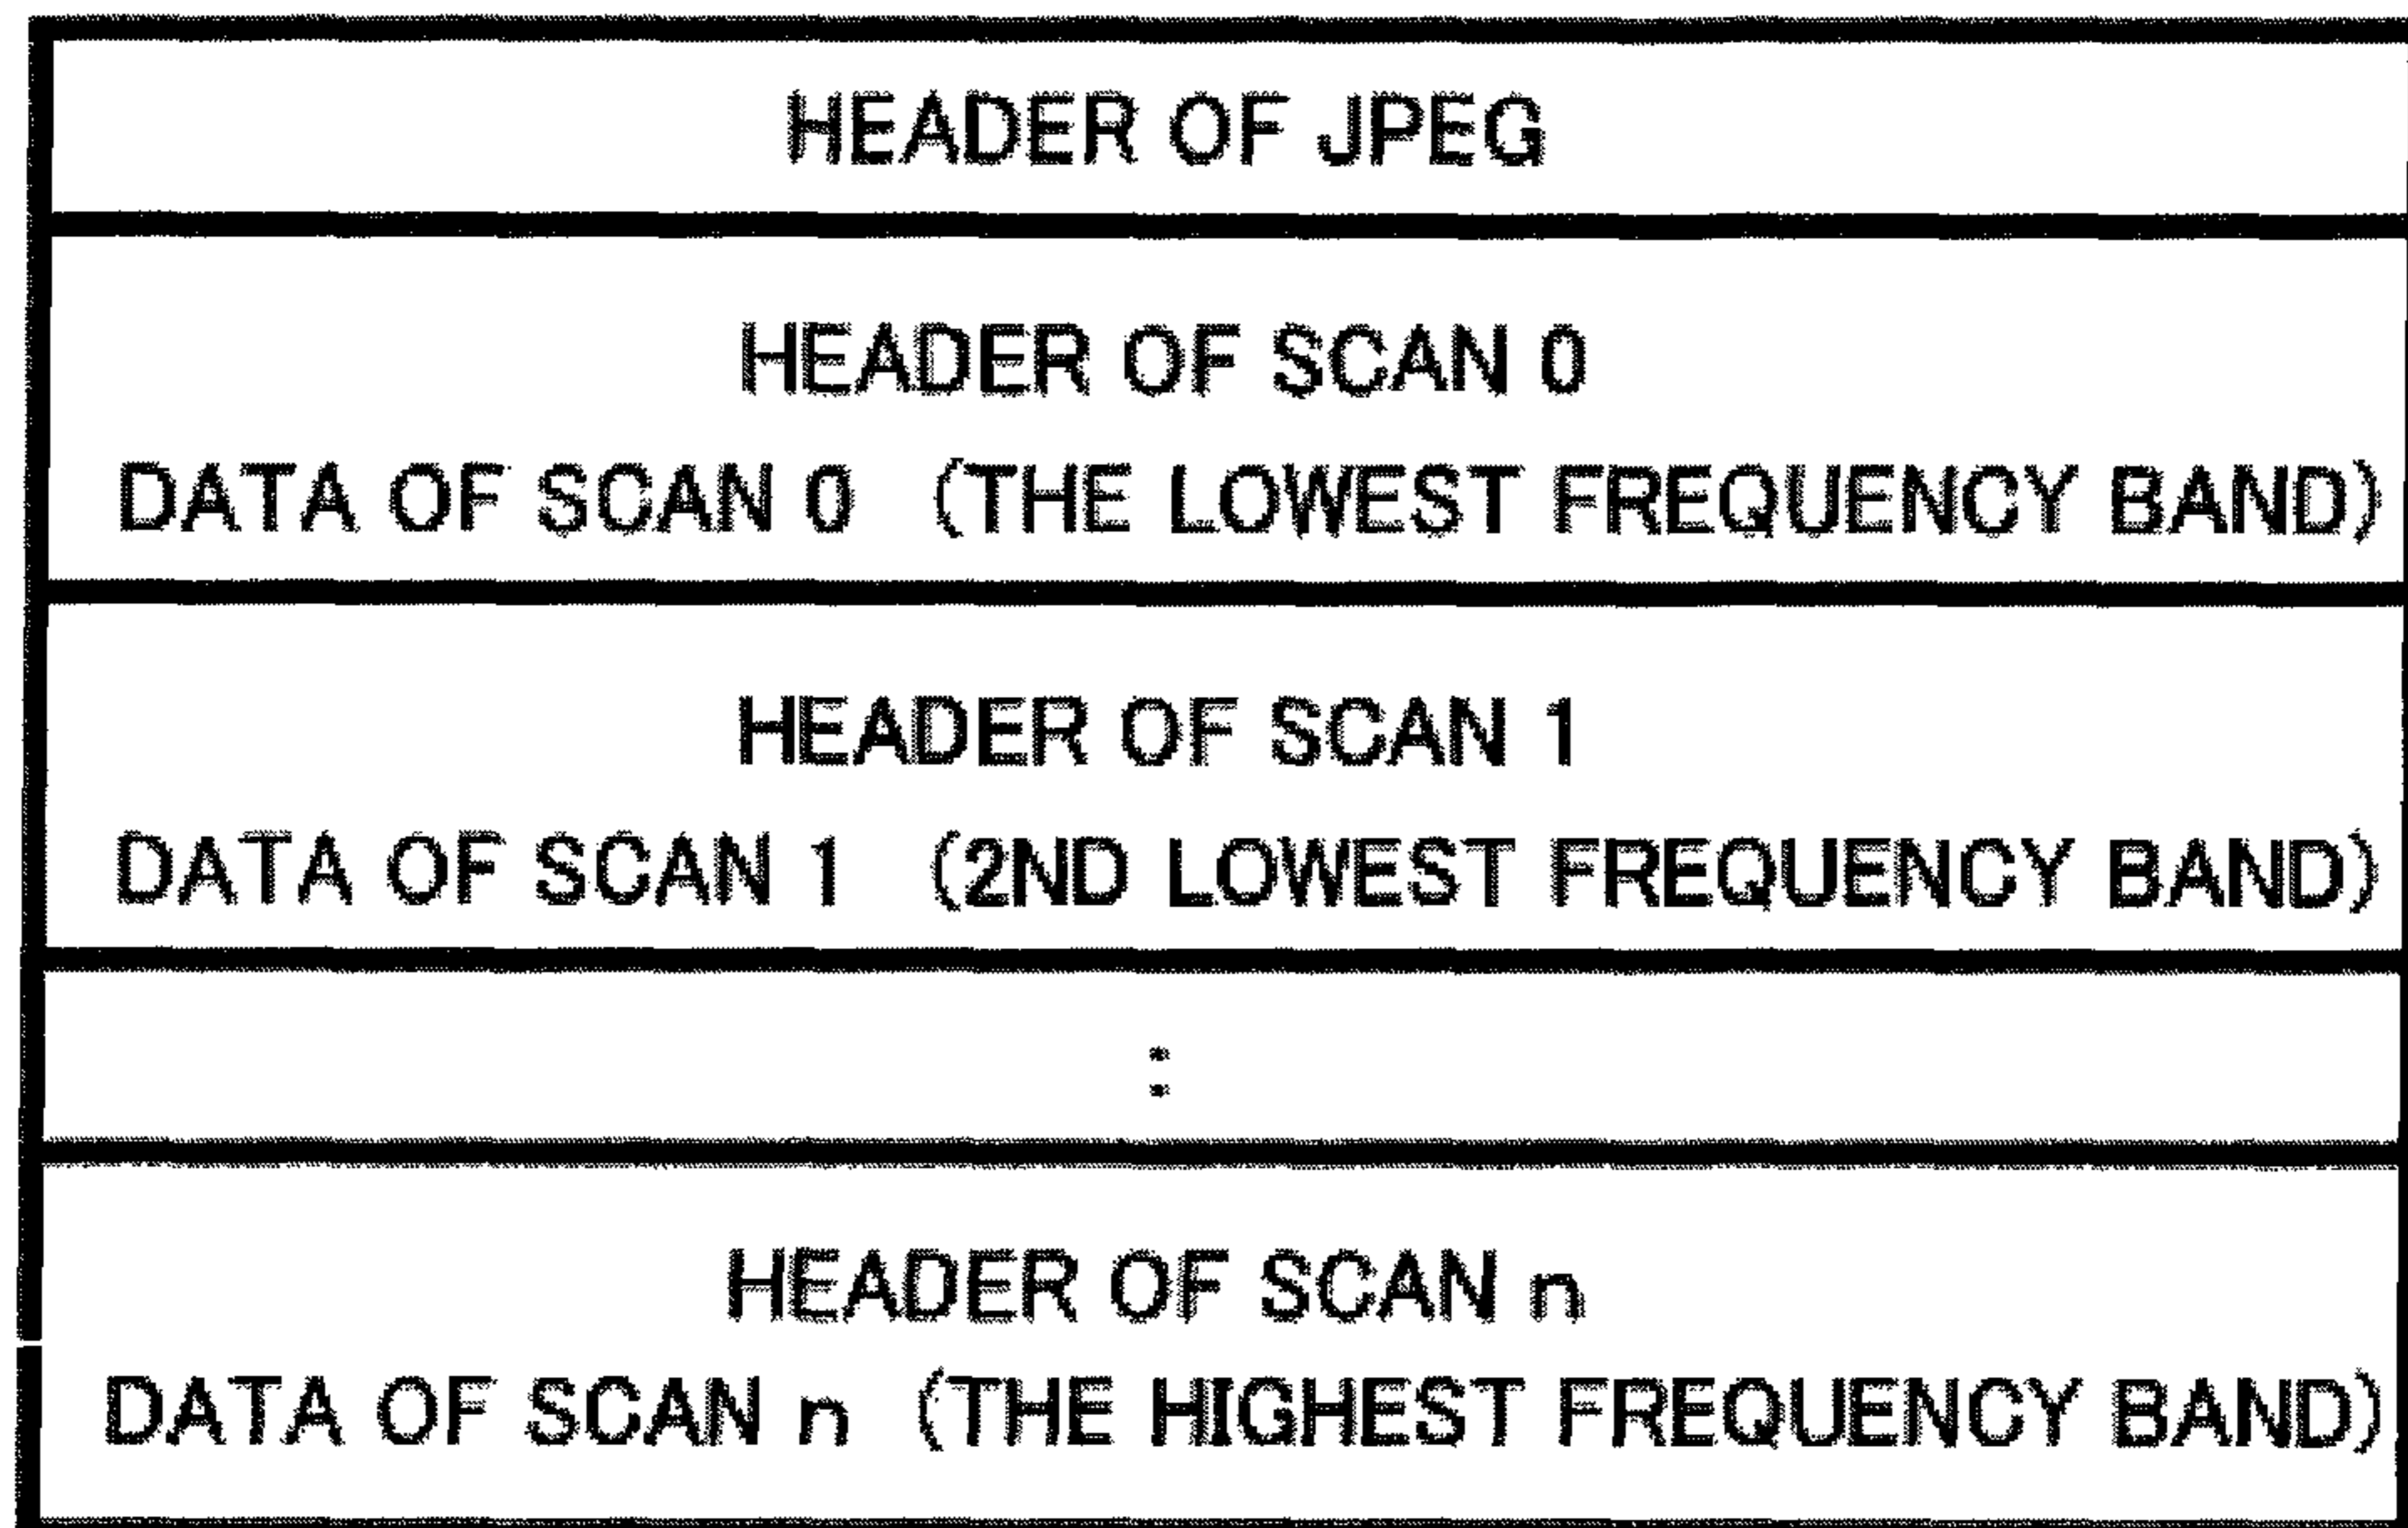 HEADER OF JPEG
HEADER OF SCAN 0
DATA OF SCAN 0 (THE LOWEST FREQUENCY BAND)
HEADER OF SCAN 1
DATA OF SCAN 1 (2ND LOWEST FREQUENCY BAND)
:
HEADER OF SCAN n
DATA OF SCAN n (THE HIGHEST FREQUENCY BAND)